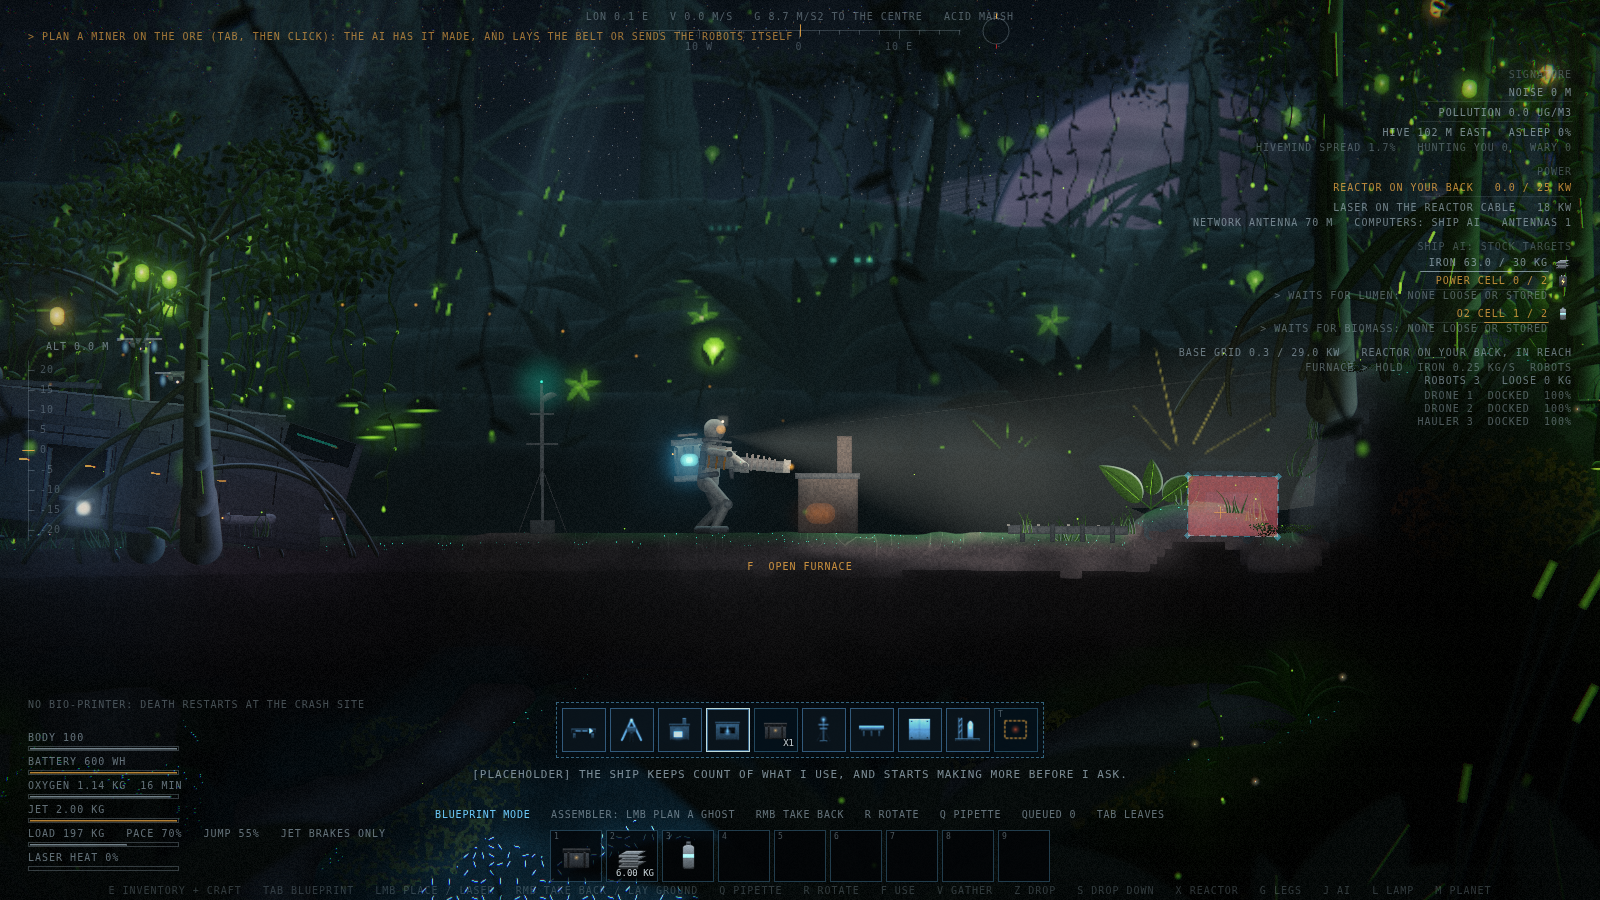 LON 0.1 E   V 0.0 M/S   G 8.7 M/S2 TO THE CENTRE   ACID MARSH
> PLAN A MINER ON THE ORE (TAB, THEN CLICK): THE AI HAS IT MADE, AND LAYS THE BELT OR SENDS THE ROBOTS ITSELF
10 W   0   10 E
SIGNATURE
NOISE 0 M
POLLUTION 0.0 UG/M3
HIVE 102 M EAST   ASLEEP 0%
HIVEMIND SPREAD 1.7%   HUNTING YOU 0   WARY 0
POWER
REACTOR ON YOUR BACK   0.0 / 25 KW
LASER ON THE REACTOR CABLE   18 KW
NETWORK ANTENNA 70 M   COMPUTERS: SHIP AI   ANTENNAS 1
SHIP AI: STOCK TARGETS
IRON 63.0 / 30 KG
POWER CELL 0 / 2
> WAITS FOR LUMEN: NONE LOOSE OR STORED
O2 CELL 1 / 2
> WAITS FOR BIOMASS: NONE LOOSE OR STORED
BASE GRID 0.3 / 29.0 KW   REACTOR ON YOUR BACK, IN REACH
FURNACE > HOLD  IRON 0.25 KG/S  ROBOTS
ROBOTS 3   LOOSE 0 KG
DRONE 1  DOCKED  100%
DRONE 2  DOCKED  100%
HAULER 3  DOCKED  100%
ALT 0.0 M
20
15
10
5
0
-5
-10
-15
-20
F  OPEN FURNACE
NO BIO-PRINTER: DEATH RESTARTS AT THE CRASH SITE
BODY 100
BATTERY 600 WH
OXYGEN 1.14 KG  16 MIN
JET 2.00 KG
LOAD 197 KG   PACE 70%   JUMP 55%   JET BRAKES ONLY
LASER HEAT 0%
T
X1
[PLACEHOLDER] THE SHIP KEEPS COUNT OF WHAT I USE, AND STARTS MAKING MORE BEFORE I ASK.
BLUEPRINT MODE   ASSEMBLER: LMB PLAN A GHOST   RMB TAKE BACK   R ROTATE   Q PIPETTE   QUEUED 0   TAB LEAVES
1 2 3 4 5 6 7 8 9
6.00 KG
E INVENTORY + CRAFT   TAB BLUEPRINT   LMB PLACE / LASER   RMB TAKE BACK / LAY GROUND   Q PIPETTE   R ROTATE   F USE   V GATHER   Z DROP   S DROP DOWN   X REACTOR   G LEGS   J AI   L LAMP   M PLANET